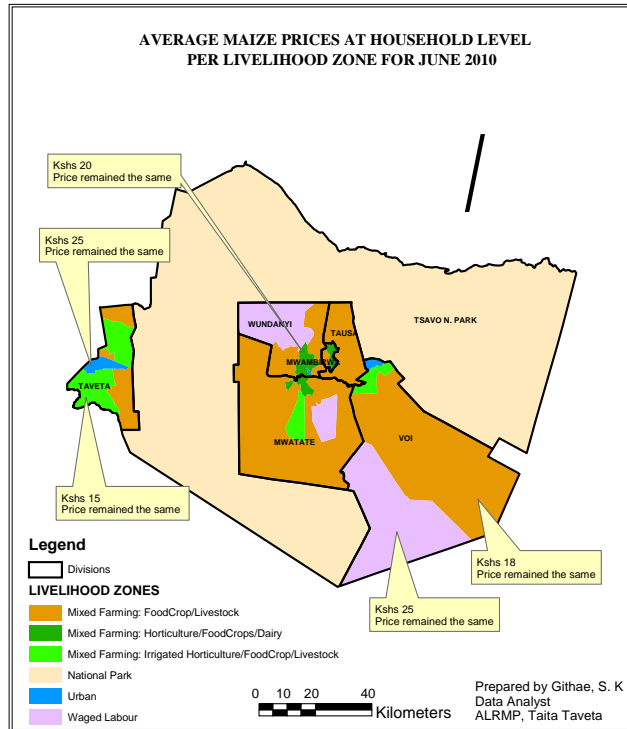 AVERAGE MAIZE PRICES AT HOUSEHOLD LEVEL
PER LIVELIHOOD ZONE FOR JUNE 2010
Kshs 20
Price remained the same
Kshs 25
Price remained the same
TSAVO N. PARK
WUNDANYI
TAUSA
MWAMBIRWA
TAVETA
VOI
MWATATE
Kshs 15
Price remained the same
Kshs 18
Price remained the same
Kshs 25
Price remained the same
Legend
Divisions
LIVELIHOOD ZONES
Mixed Farming: FoodCrop/Livestock
Mixed Farming: Horticulture/FoodCrops/Dairy
Mixed Farming: Irrigated Horticulture/FoodCrop/Livestock
National Park
Urban
Waged Labour
0 20 40
Kilometers
Prepared by Githae, S. K
Data Analyst
ALRMP, Taita Taveta